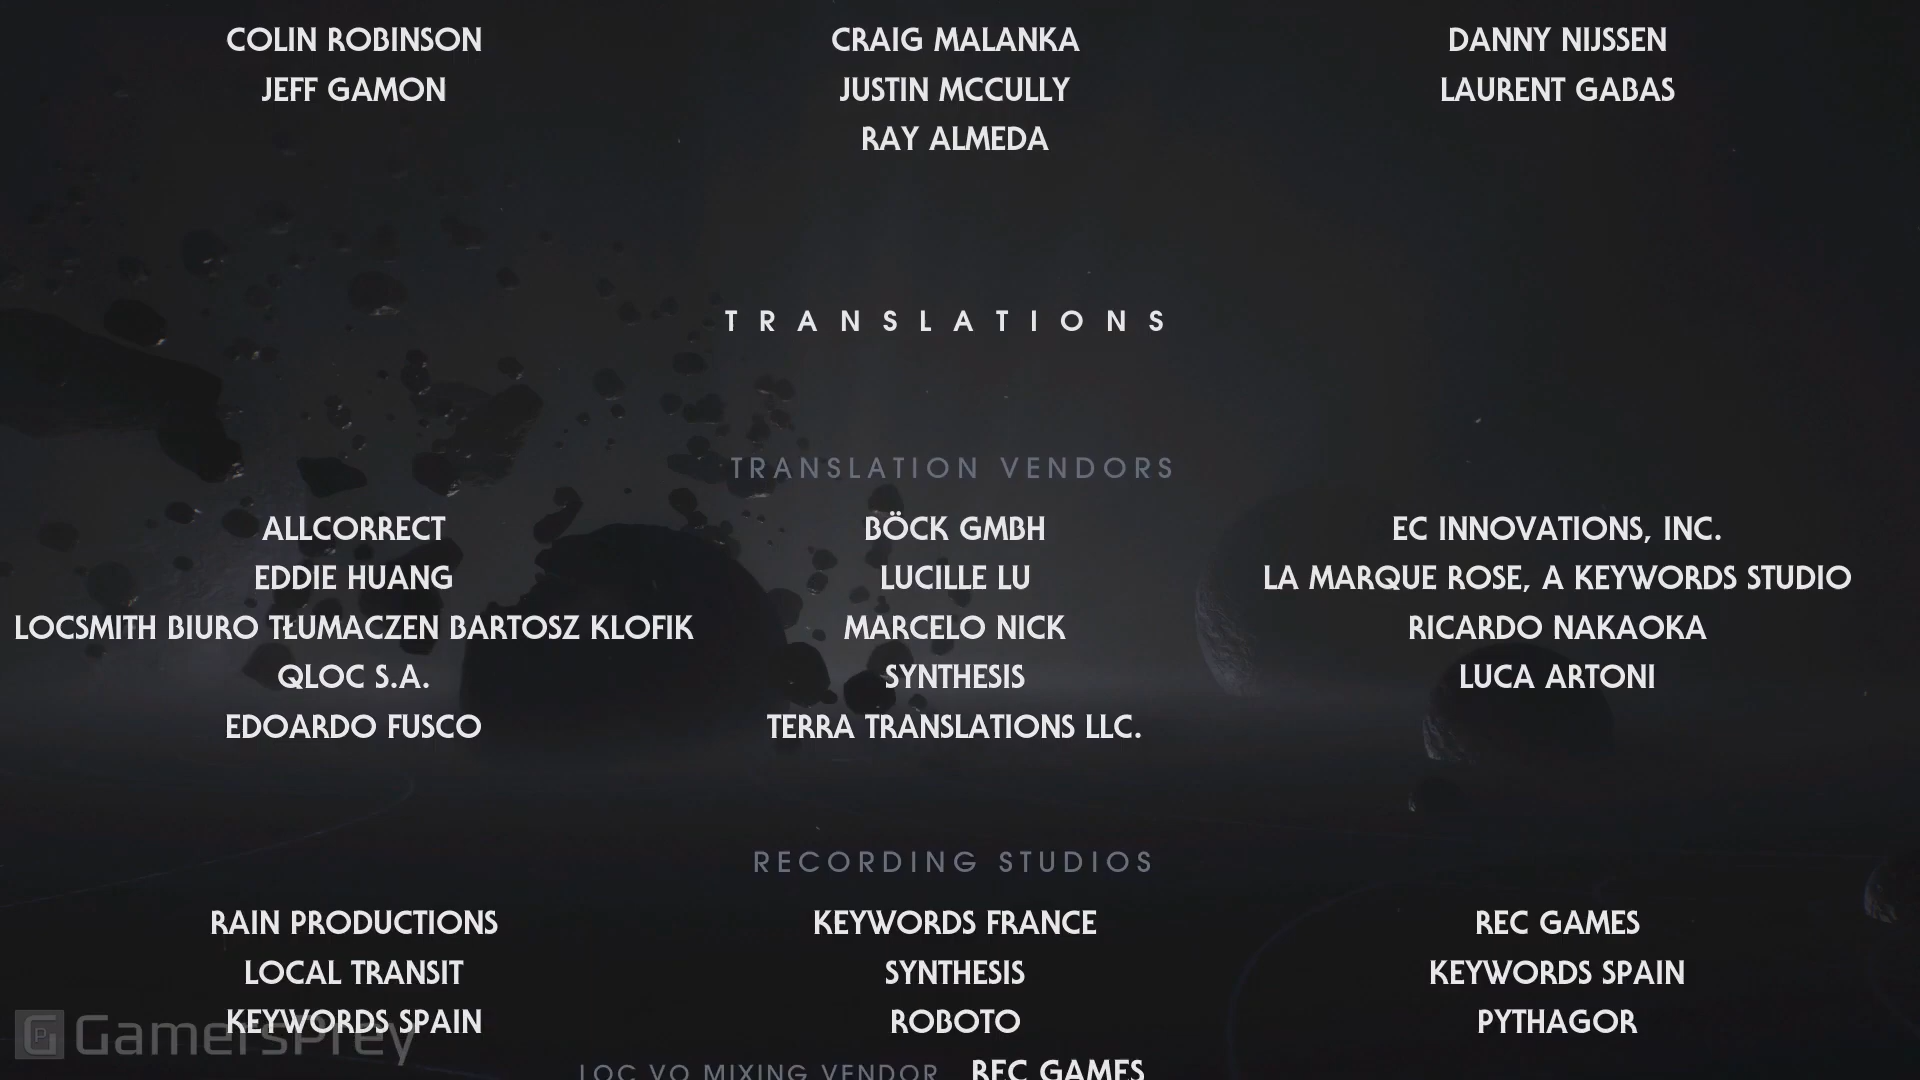 COLIN ROBINSON CRAIG MALANKA DANNY NIJSSEN
JEFF GAMON JUSTIN MCCULLY LAURENT GABAS
RAY ALMEDA
TRANSLATIONS
TRANSLATION VENDORS
ALLCORRECT BÖCK GMBH EC INNOVATIONS, INC.
EDDIE HUANG LUCILLE LU LA MARQUE ROSE, A KEYWORDS STUDIO
LOCSMITH BIURO TŁUMACZEN BARTOSZ KLOFIK MARCELO NICK RICARDO NAKAOKA
QLOC S.A. SYNTHESIS LUCA ARTONI
EDOARDO FUSCO TERRA TRANSLATIONS LLC.
RECORDING STUDIOS
RAIN PRODUCTIONS KEYWORDS FRANCE REC GAMES
LOCAL TRANSIT SYNTHESIS KEYWORDS SPAIN
KEYWORDS SPAIN ROBOTO PYTHAGOR
GamersPrey
LOC VO MIXING VENDOR REC GAMES